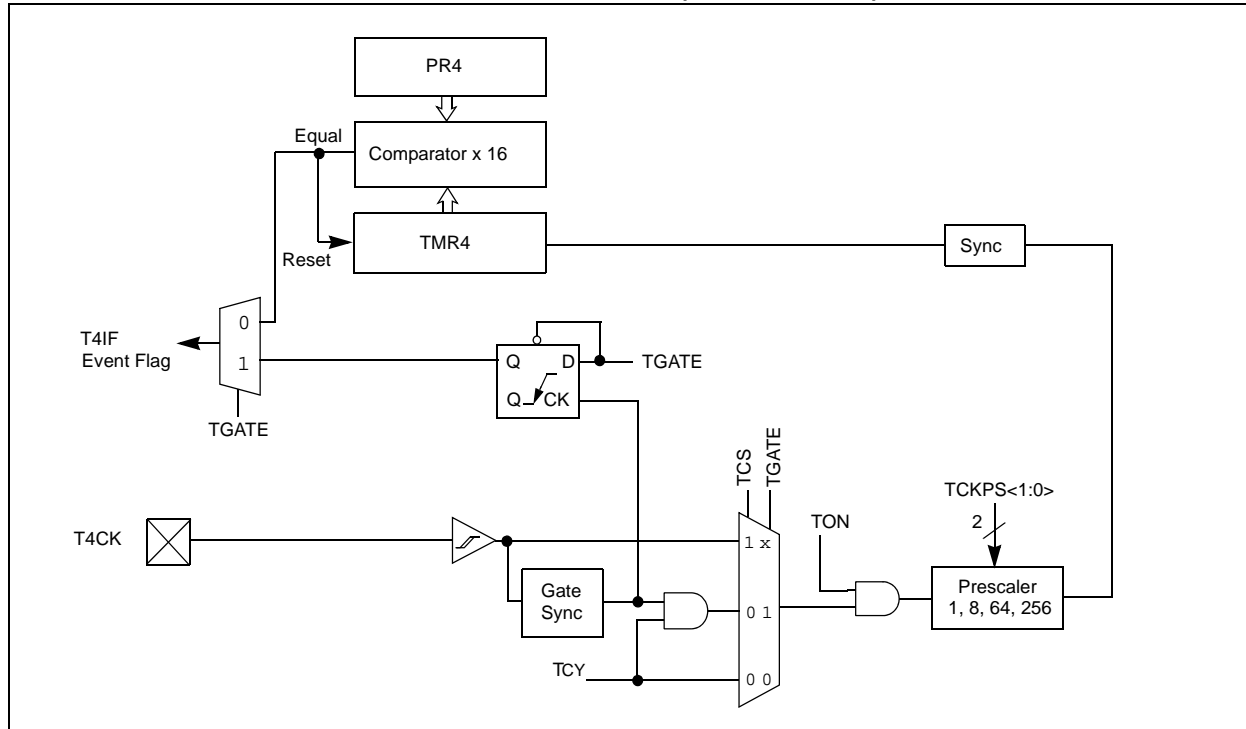 PR4
Equal
Comparator x 16
TMR4
Reset
Sync
0
T4IF
Event Flag
1
Q
D
TGATE
Q
CK
TGATE
TCS
TGATE
TCKPS<1:0>
2
TON
T4CK
1 x
Gate
Sync
0 1
Prescaler
1, 8, 64, 256
TCY
0 0